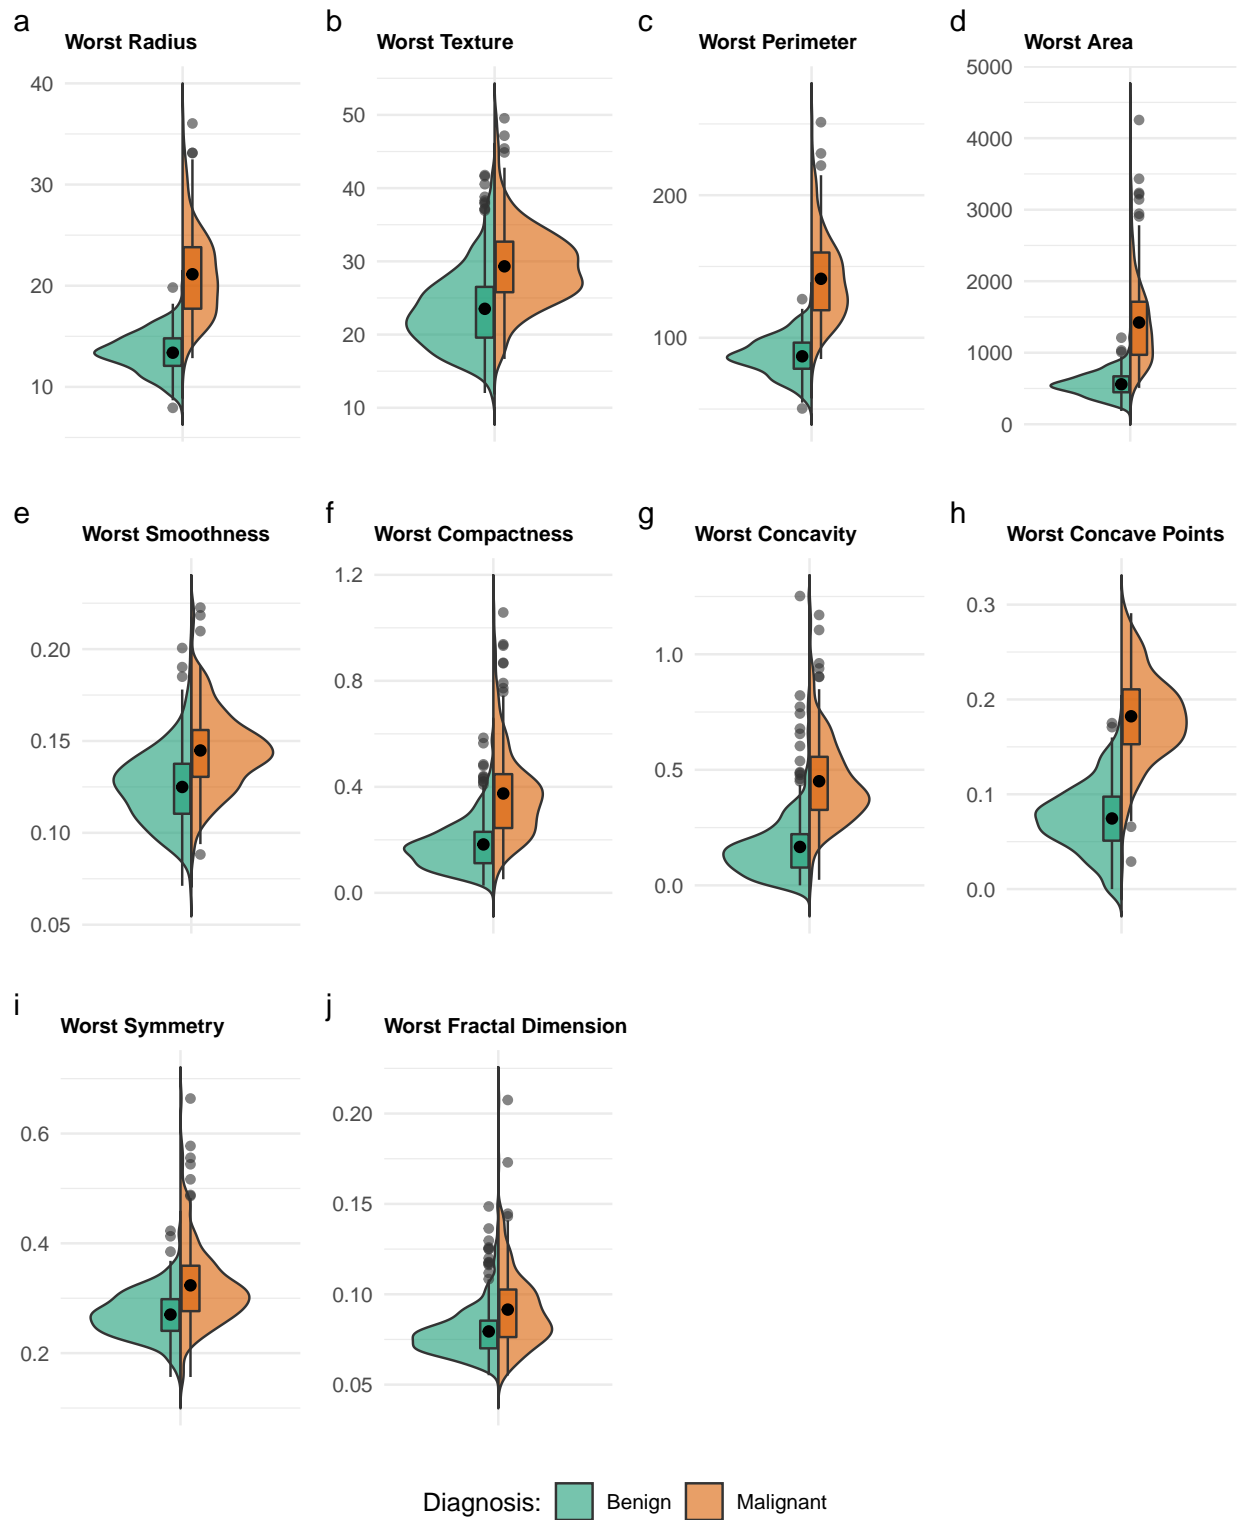 a
Worst Radius
40
30
20
10
b
Worst Texture
50
40
30
20
10
c
Worst Perimeter
200
100
d
Worst Area
5000
4000
3000
2000
1000
0
e
Worst Smoothness
0.20
0.15
0.10
0.05
f
Worst Compactness
1.2
0.8
0.4
0.0
g
Worst Concavity
1.0
0.5
0.0
h
Worst Concave Points
0.3
0.2
0.1
0.0
i
Worst Symmetry
0.6
0.4
0.2
j
Worst Fractal Dimension
0.20
0.15
0.10
0.05
Diagnosis: Benign Malignant